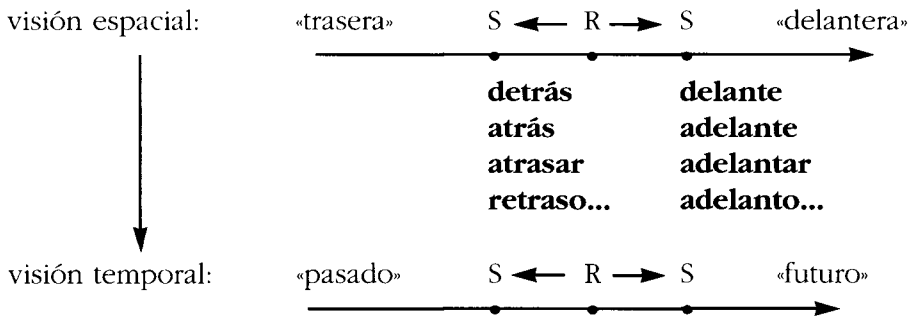 visión espacial: «trasera» S R S «delantera»
detrás delante
atrás adelante
atrasar adelantar
retraso... adelanto...
visión temporal: «pasado» S R S «futuro»